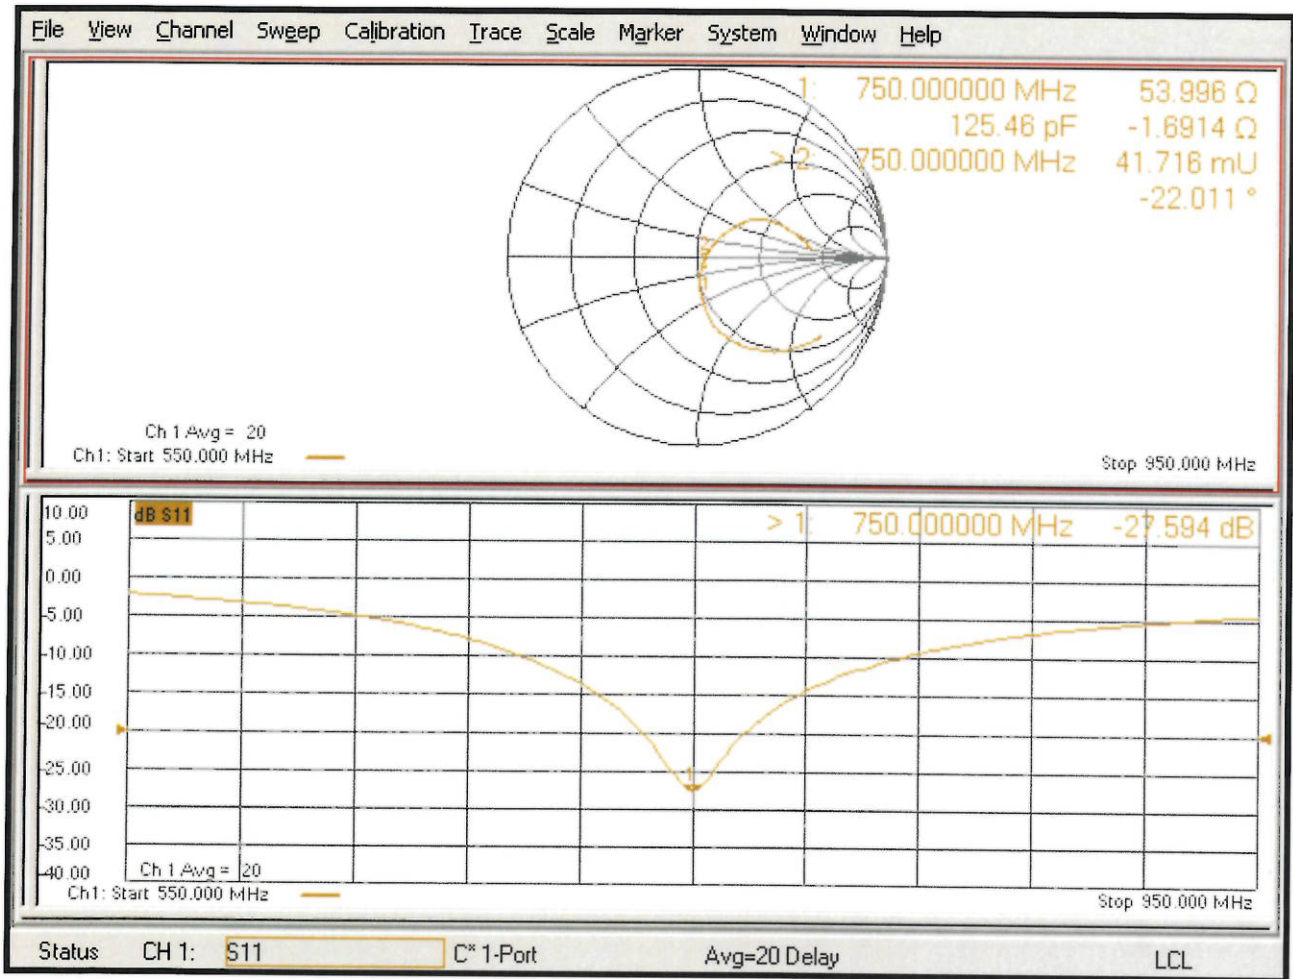 File View Channel Sweep Calibration Trace Scale Marker System Window Help
1: 750.000000 MHz 53.996 Ω
125.46 pF -1.6914 Ω
> 2: 750.000000 MHz 41.716 mU
-22.011 °
2
Ch 1 Avg = 20
Ch1: Start 550.000 MHz
Stop 950.000 MHz
10.00 dB S11
> 1: 750.000000 MHz -27.594 dB
5.00
0.00
-5.00
-10.00
-15.00
-20.00
-25.00
1
-30.00
-35.00
-40.00
Ch 1 Avg = 20
Ch1: Start 550.000 MHz
Stop 950.000 MHz
Status CH 1: S11 C* 1-Port Avg=20 Delay LCL